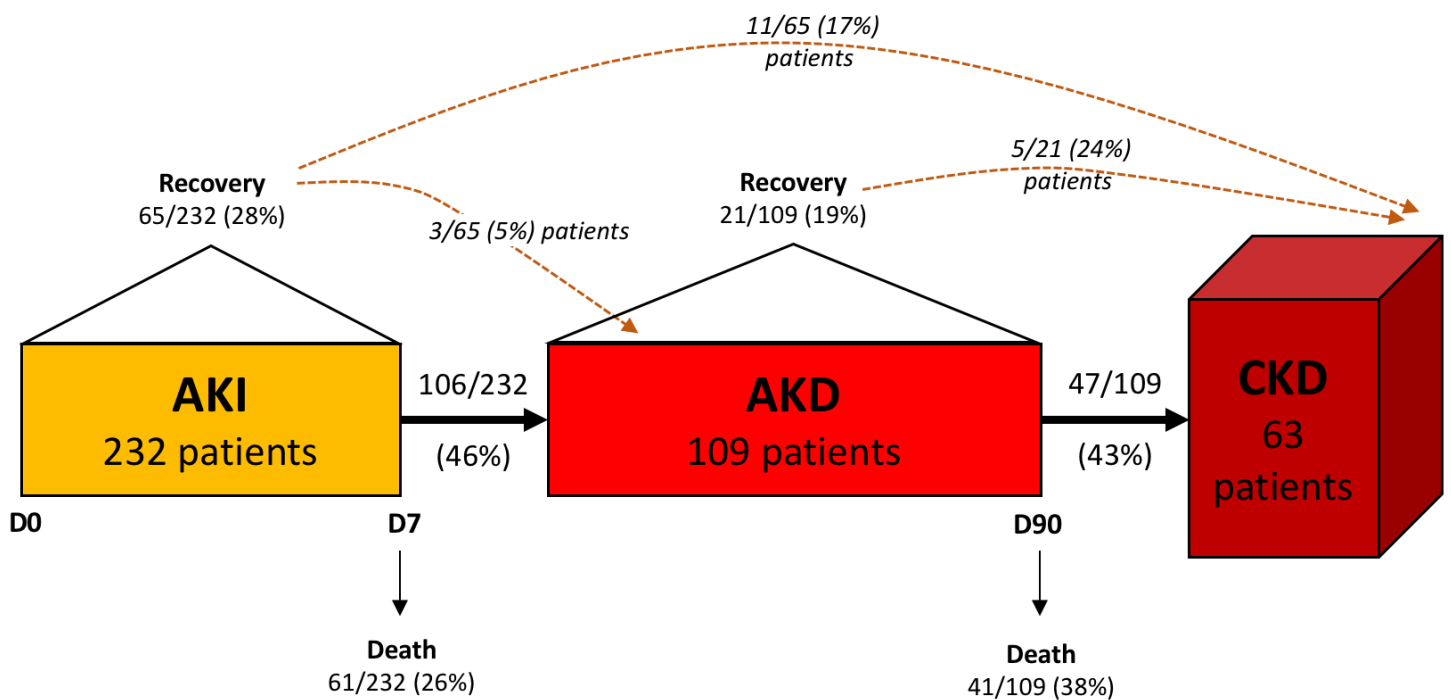 11/65 (17%)
patients
5/21 (24%)
patients
Recovery
65/232 (28%)
Recovery
21/109 (19%)
3/65 (5%) patients
AKI
232 patients
106/232
(46%)
AKD
109 patients
47/109
(43%)
CKD
63
patients
D0
D7
D90
Death
61/232 (26%)
Death
41/109 (38%)